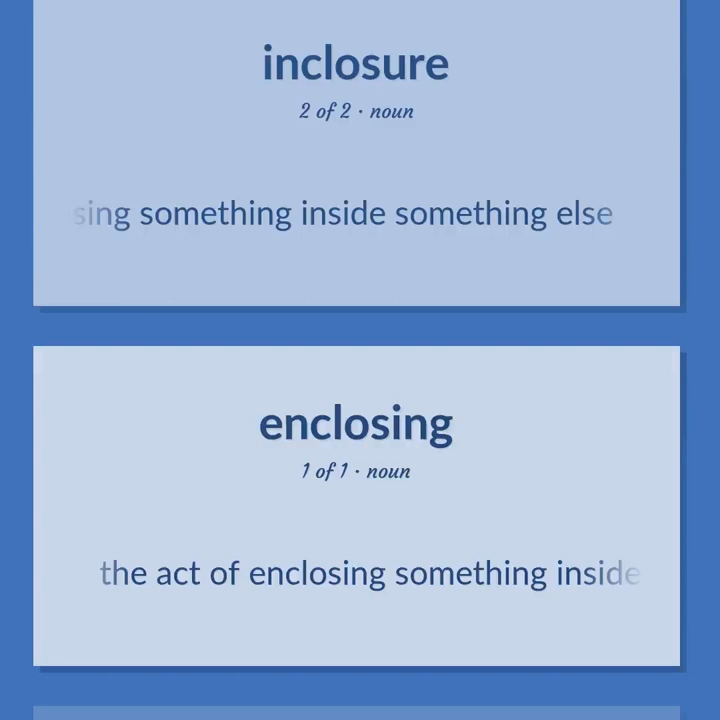 inclosure
2 of 2 · noun
sing something inside something else
enclosing
1 of 1 · noun
the act of enclosing something inside